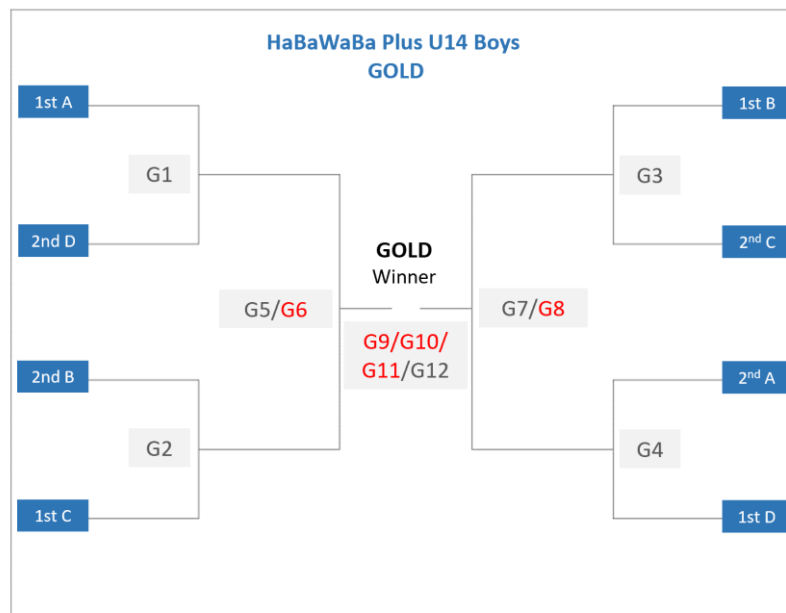 HaBaWaBa Plus U14 Boys
GOLD
1st A
1st B
G1
G3
2nd D
2nd C
GOLD
Winner
G5/G6
G7/G8
G9/G10/
G11/G12
2nd B
2nd A
G2
G4
1st C
1st D